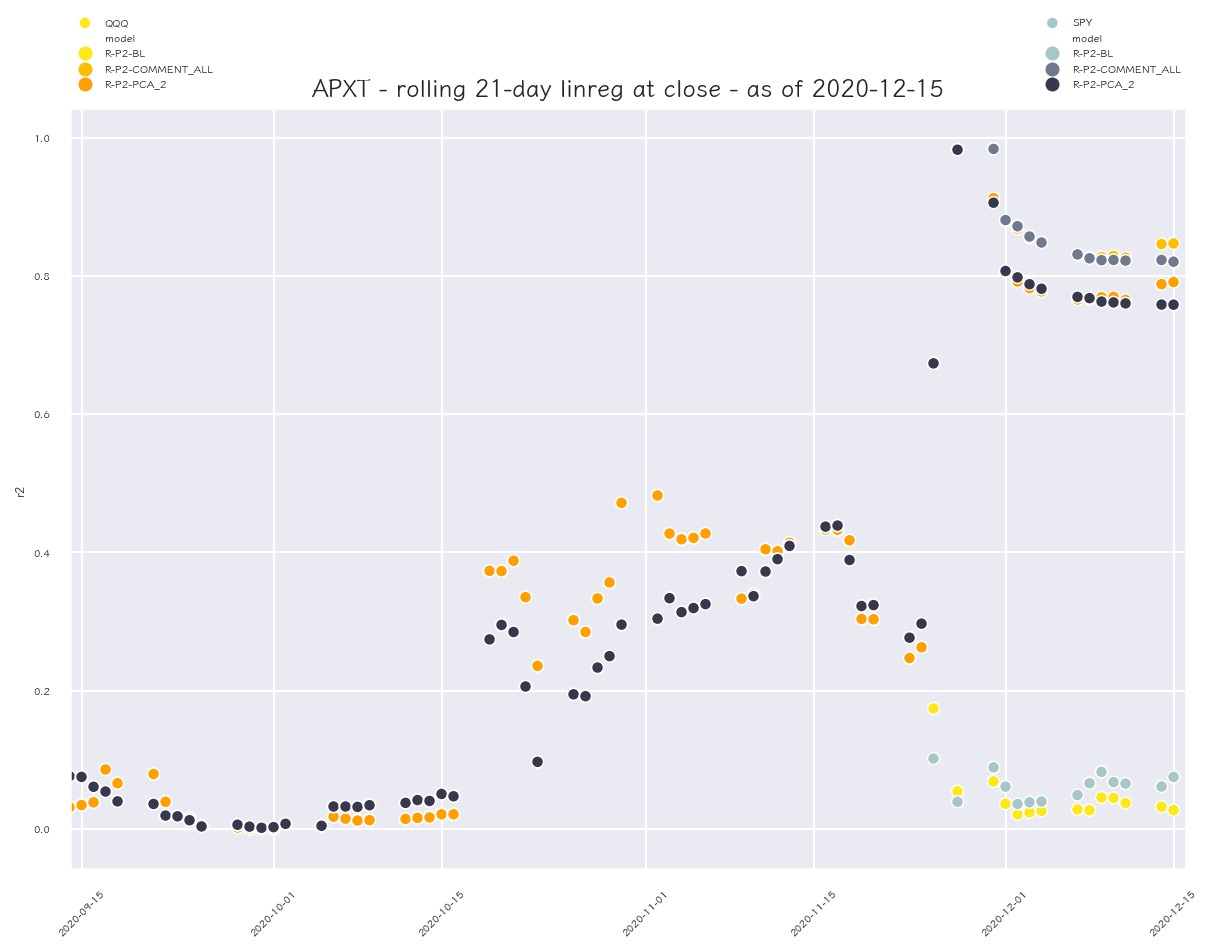 QQQ
model
R-P2-BL
R-P2-COMMENT_ALL
R-P2-PCA_2
SPY
model
R-P2-BL
R-P2-COMMENT_ALL
R-P2-PCA_2
APXT - rolling 21-day linreg at close - as of 2020-12-15
1.0
0.8
0.6
0.4
0.2
0.0
r2
2020-09-15
2020-10-01
2020-10-15
2020-11-01
2020-11-15
2020-12-01
2020-12-15